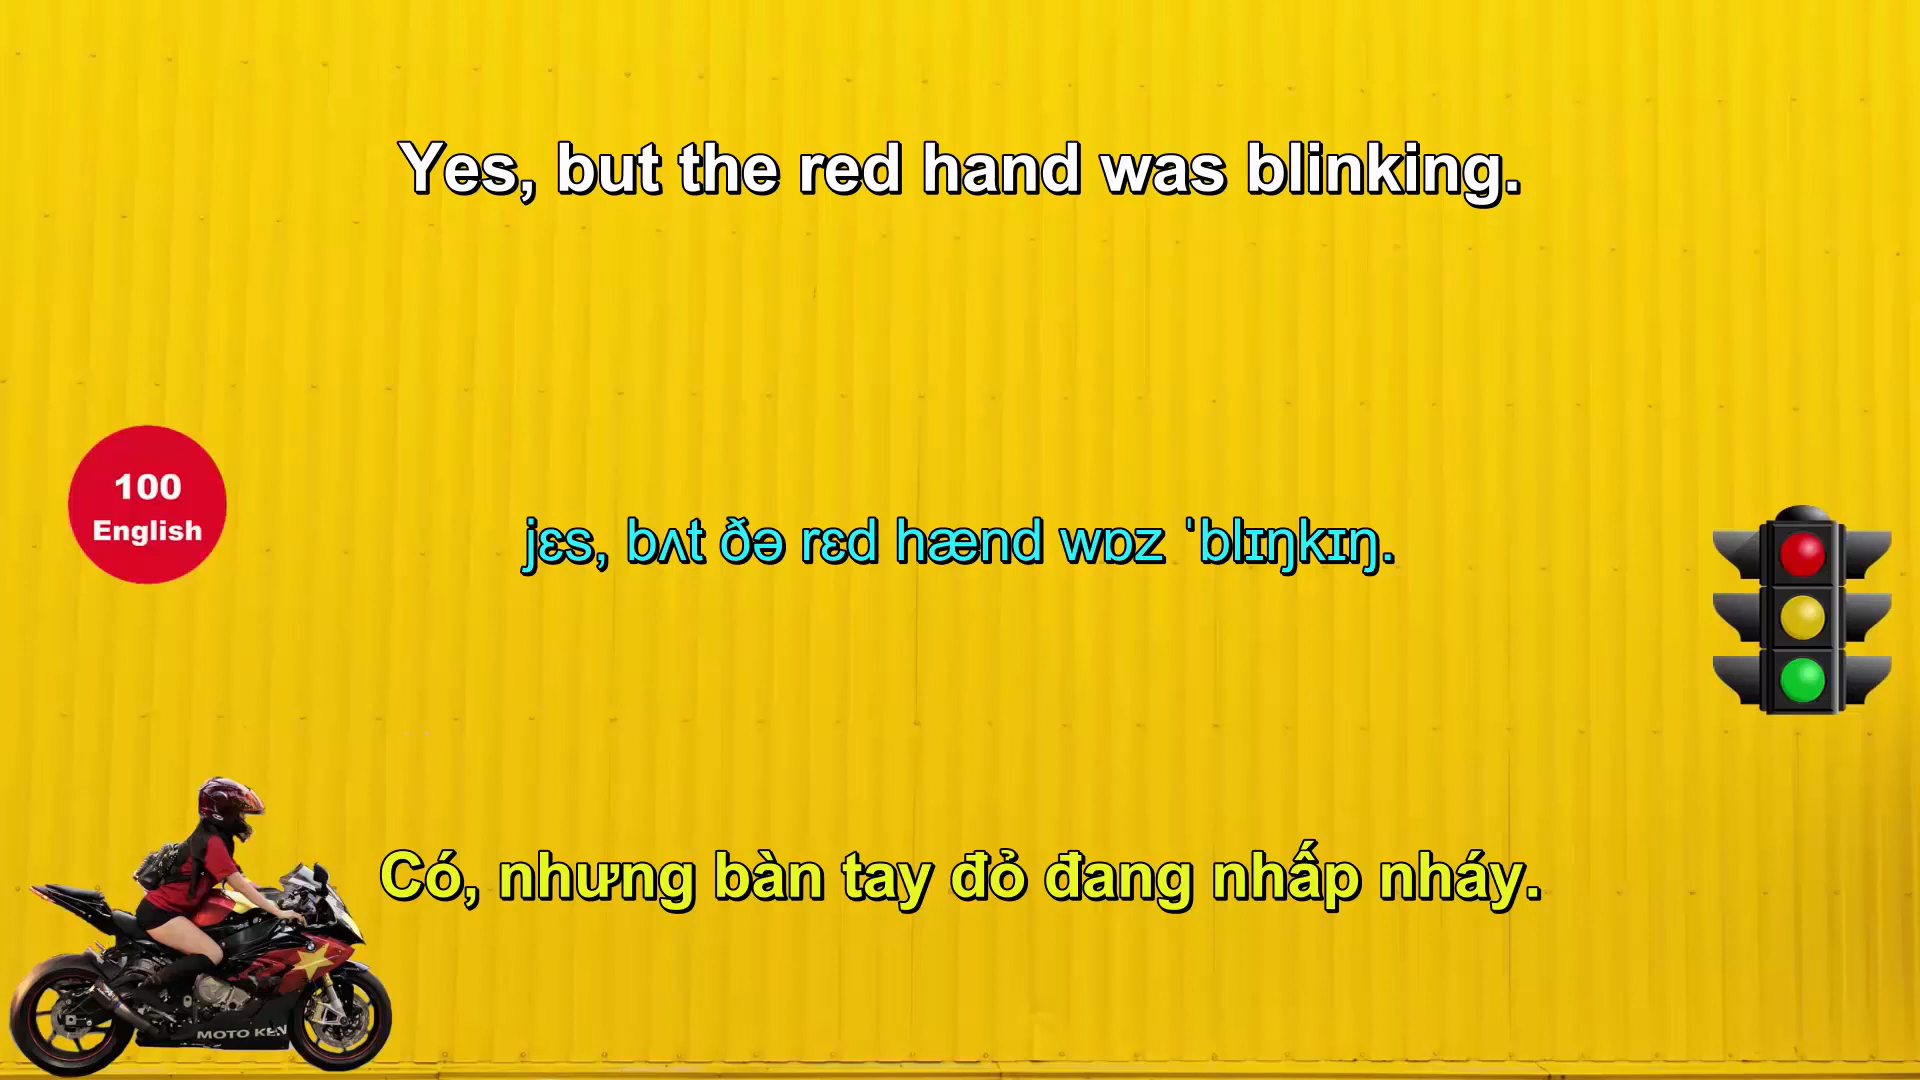 Yes, but the red hand was blinking.
100
English
jɛs, bʌt ðə rɛd hænd wɒz ˈblɪŋkɪŋ.
Có, nhưng bàn tay đỏ đang nhấp nháy.
MOTO KEN